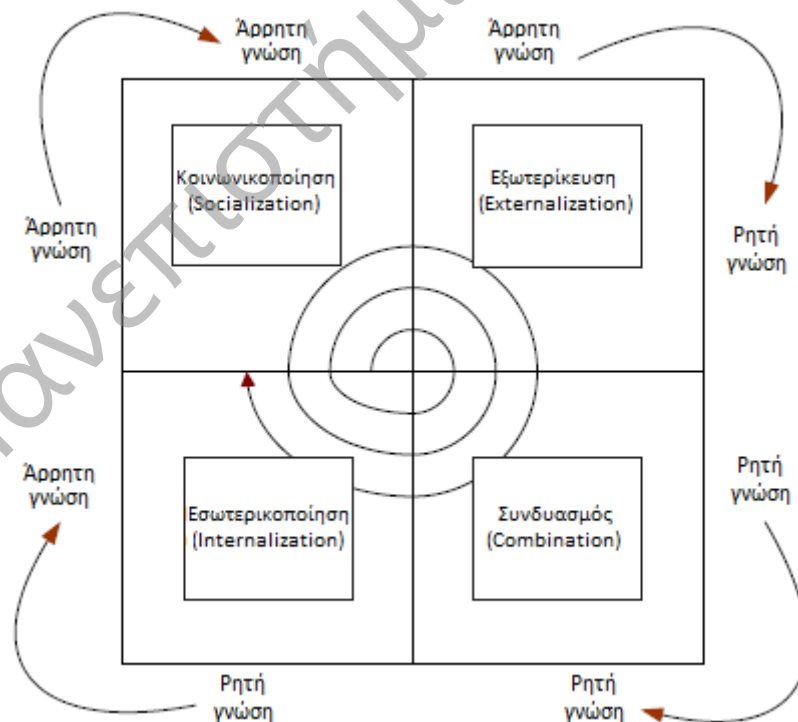 Άρρητη
γνώση
Άρρητη
γνώση
Κοινωνικοποίηση
(Socialization)
Εξωτερίκευση
(Externalization)
Άρρητη
γνώση
Ρητή
γνώση
Άρρητη
γνώση
Εσωτερικοποίηση
(Internalization)
Συνδυασμός
(Combination)
Ρητή
γνώση
Ρητή
γνώση
Ρητή
γνώση